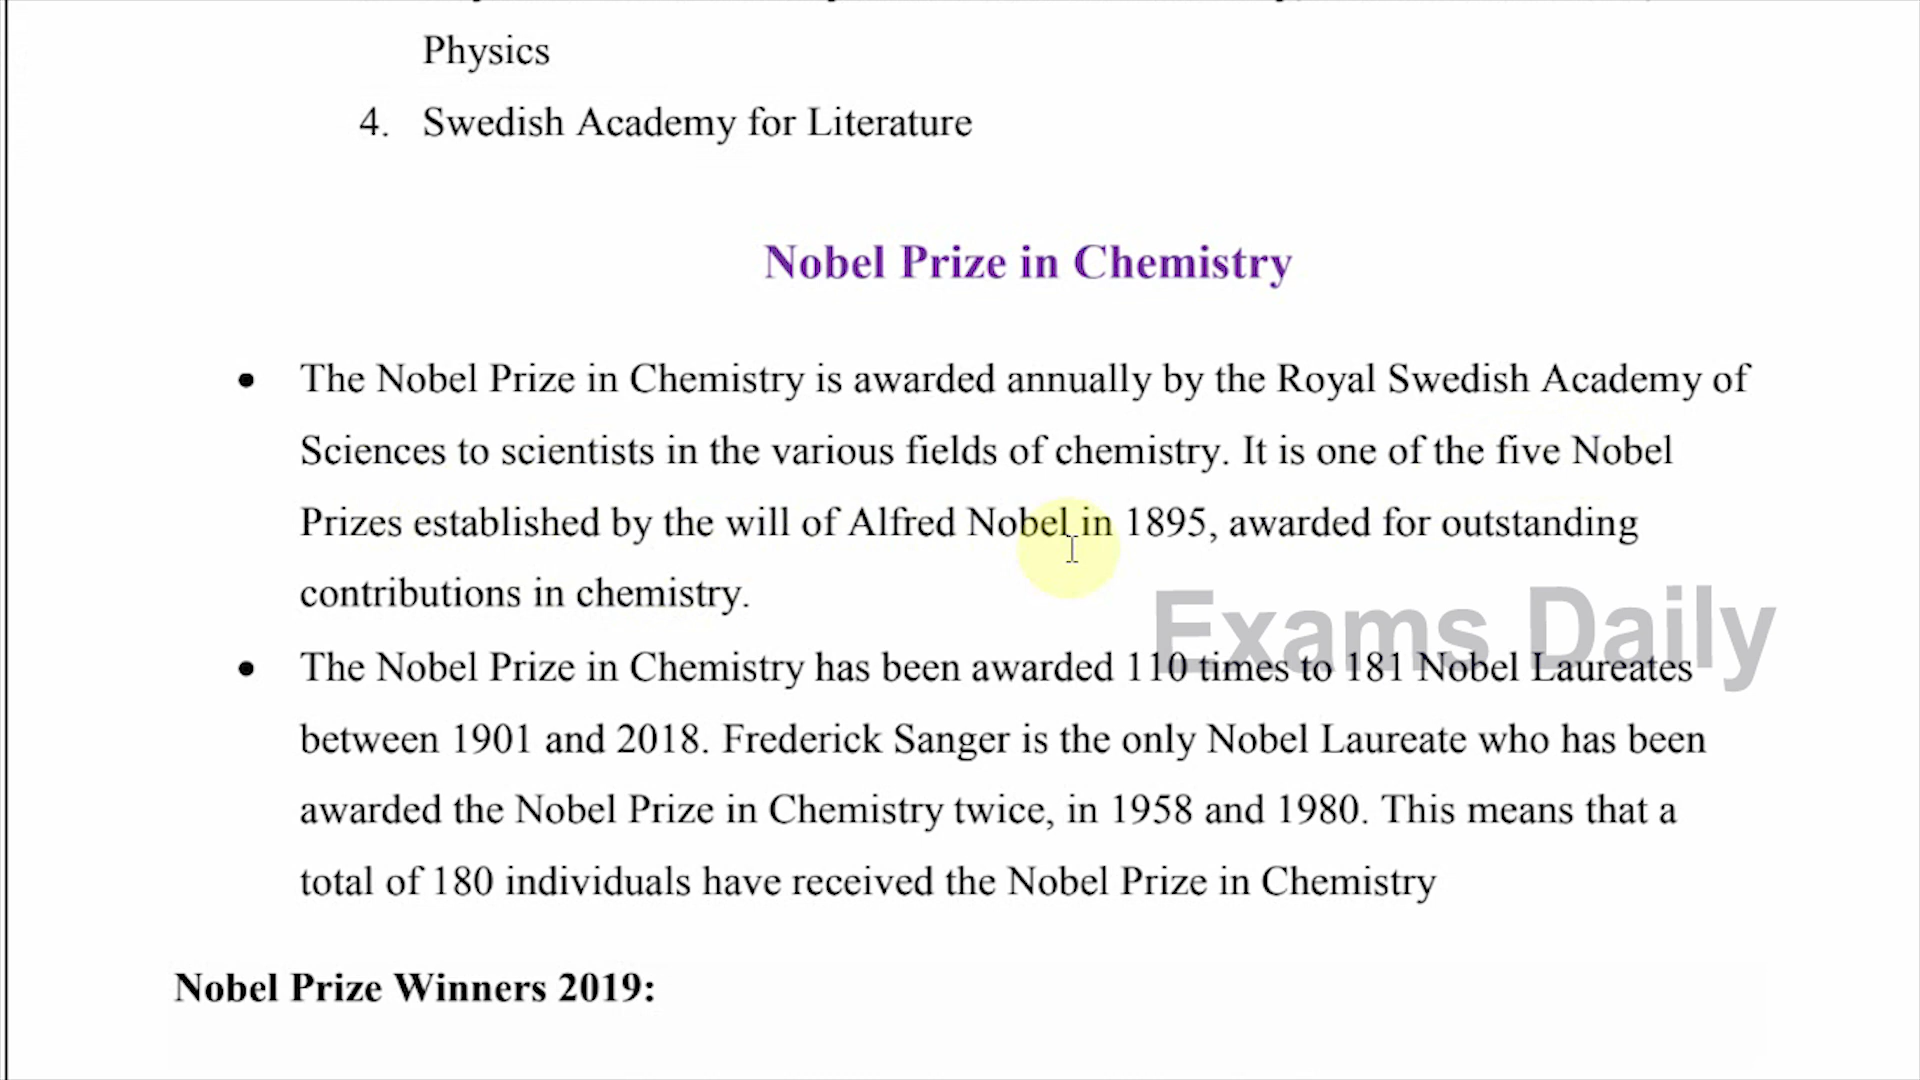 Physics
4. Swedish Academy for Literature
Nobel Prize in Chemistry
• The Nobel Prize in Chemistry is awarded annually by the Royal Swedish Academy of
Sciences to scientists in the various fields of chemistry. It is one of the five Nobel
Prizes established by the will of Alfred Nobel in 1895, awarded for outstanding
contributions in chemistry.
Exams Daily
• The Nobel Prize in Chemistry has been awarded 110 times to 181 Nobel Laureates
between 1901 and 2018. Frederick Sanger is the only Nobel Laureate who has been
awarded the Nobel Prize in Chemistry twice, in 1958 and 1980. This means that a
total of 180 individuals have received the Nobel Prize in Chemistry
Nobel Prize Winners 2019: